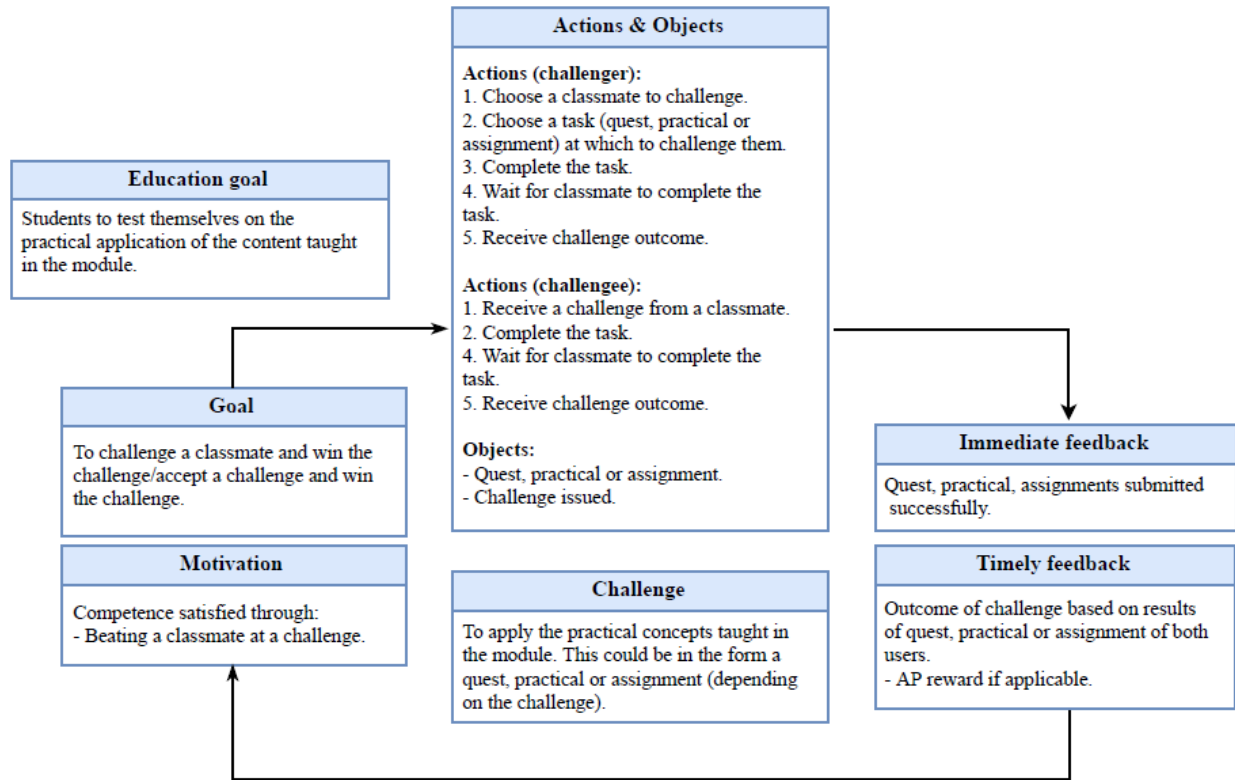 Actions & Objects
Actions (challenger):
1. Choose a classmate to challenge.
2. Choose a task (quest, practical or
assignment) at which to challenge them.
3. Complete the task.
4. Wait for classmate to complete the
task.
5. Receive challenge outcome.
Actions (challengee):
1. Receive a challenge from a classmate.
2. Complete the task.
4. Wait for classmate to complete the
task.
5. Receive challenge outcome.
Objects:
- Quest, practical or assignment.
- Challenge issued.
Education goal
Students to test themselves on the
practical application of the content taught
in the module.
Goal
To challenge a classmate and win the
challenge/accept a challenge and win
the challenge.
Motivation
Competence satisfied through:
- Beating a classmate at a challenge.
Challenge
To apply the practical concepts taught in
the module. This could be in the form a
quest, practical or assignment (depending
on the challenge).
Immediate feedback
Quest, practical, assignments submitted
successfully.
Timely feedback
Outcome of challenge based on results
of quest, practical or assignment of both
users.
- AP reward if applicable.